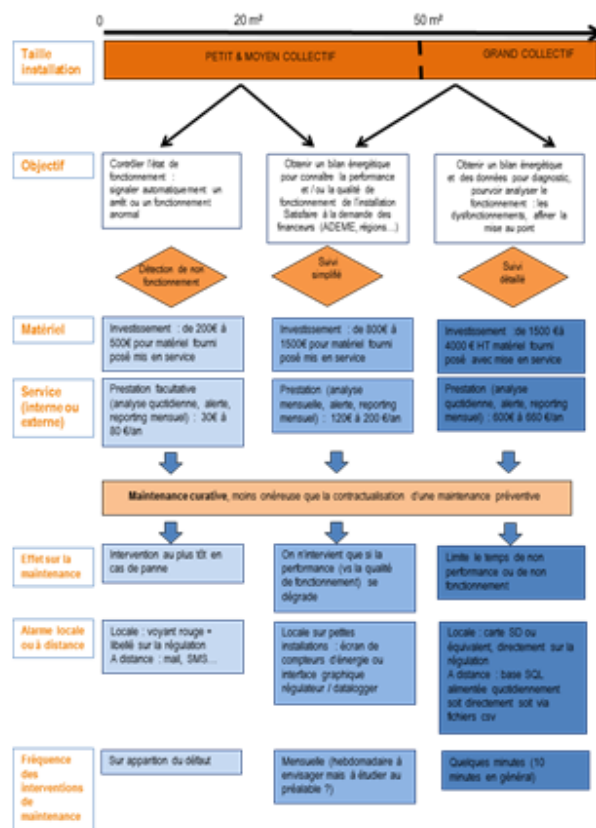 0
20 m²
50 m²
Taille
installation
PETIT & MOYEN COLLECTIF
GRAND COLLECTIF
Objectif
Contrôler l'état de
fonctionnement :
signaler automatiquement un
arrêt ou un fonctionnement
anormal
Obtenir un bilan énergétique
pour connaître la performance
et / ou la qualité de
fonctionnement de l'installation
Satisfaire à la demande des
financeurs (ADEME, régions…)
Obtenir un bilan énergétique
et des données pour diagnostic,
pourvoir analyser le
fonctionnement : les
dysfonctionnements, affiner la
mise au point
Détection de non
fonctionnement
Suivi
simplifié
Suivi
détaillé
Matériel
Investissement : de 200€ à
500€ pour matériel fourni
posé mis en service
Investissement : de 800€ à
1500€ pour matériel fourni
posé mis en service
Investissement : de 1500 € à
4000 € HT matériel fourni
posé avec mise en service
Service
(interne ou
externe)
Prestation facultative
(analyse quotidienne, alerte,
reporting mensuel) : 30€ à
80 €/an
Prestation (analyse
mensuelle, alerte, reporting
mensuel) : 120€ à 200 €/an
Prestation (analyse
quotidienne, alerte, reporting
mensuel) : 600€ à 660 €/an
Maintenance curative, moins onéreuse que la contractualisation d'une maintenance préventive
Effet sur la
maintenance
Intervention au plus tôt en
cas de panne
On n'intervient que si la
performance (vs la qualité
de fonctionnement) se
dégrade
Limite le temps de non
performance ou de non
fonctionnement
Alarme locale
ou à distance
Locale : voyant rouge +
libellé sur la régulation
A distance : mail, SMS…
Locale sur petites
installations : écran de
compteurs d'énergie ou
interface graphique
régulateur / datalogger
Locale : carte SD ou
équivalent, directement sur la
régulation
A distance : base SQL
alimentée quotidiennement
soit directement soit via
fichiers csv
Fréquence
des
interventions de
maintenance
Sur apparition du défaut
Mensuelle (hebdomadaire à
envisager mais à étudier au
préalable ?)
Quelques minutes (10
minutes en général)